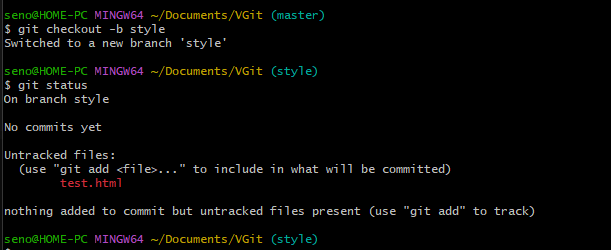 seno@HOME-PC MINGW64 ~/Documents/VGit (master)
$ git checkout -b style
Switched to a new branch 'style'
seno@HOME-PC MINGW64 ~/Documents/VGit (style)
$ git status
On branch style
No commits yet
Untracked files:
(use "git add <file>..." to include in what will be committed)
test.html
nothing added to commit but untracked files present (use "git add" to track)
seno@HOME-PC MINGW64 ~/Documents/VGit (style)